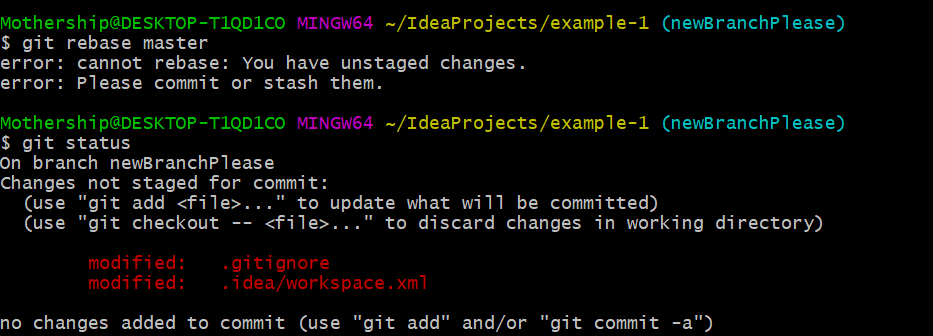 Mothership@DESKTOP-T1QD1CO MINGW64 ~/IdeaProjects/example-1 (newBranchPlease)
$ git rebase master
error: cannot rebase: You have unstaged changes.
error: Please commit or stash them.
Mothership@DESKTOP-T1QD1CO MINGW64 ~/IdeaProjects/example-1 (newBranchPlease)
$ git status
On branch newBranchPlease
Changes not staged for commit:
  (use "git add <file>..." to update what will be committed)
  (use "git checkout -- <file>..." to discard changes in working directory)
        modified:   .gitignore
        modified:   .idea/workspace.xml
no changes added to commit (use "git add" and/or "git commit -a")